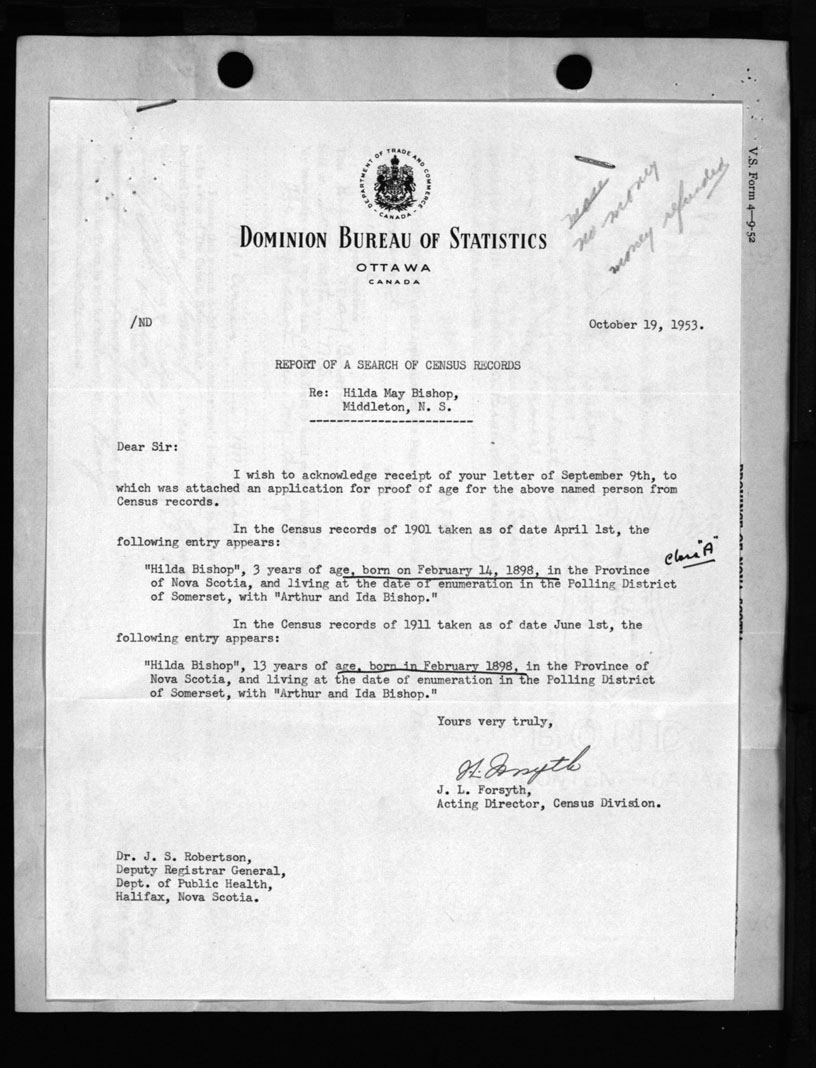 DEPARTMENT OF TRADE AND COMMERCE
CANADA
DOMINION BUREAU OF STATISTICS
OTTAWA
CANADA
no money
money refunded
V.S. Form 4—9-52
/ND
October 19, 1953.
REPORT OF A SEARCH OF CENSUS RECORDS
Re: Hilda May Bishop,
Middleton, N. S.
Dear Sir:
I wish to acknowledge receipt of your letter of September 9th, to
which was attached an application for proof of age for the above named person from
Census records.
In the Census records of 1901 taken as of date April 1st, the
following entry appears:
Class "A"
"Hilda Bishop", 3 years of age, born on February 14, 1898, in the Province
of Nova Scotia, and living at the date of enumeration in the Polling District
of Somerset, with "Arthur and Ida Bishop."
In the Census records of 1911 taken as of date June 1st, the
following entry appears:
"Hilda Bishop", 13 years of age, born in February 1898, in the Province of
Nova Scotia, and living at the date of enumeration in the Polling District
of Somerset, with "Arthur and Ida Bishop."
Yours very truly,
J. L. Forsyth,
Acting Director, Census Division.
Dr. J. S. Robertson,
Deputy Registrar General,
Dept. of Public Health,
Halifax, Nova Scotia.